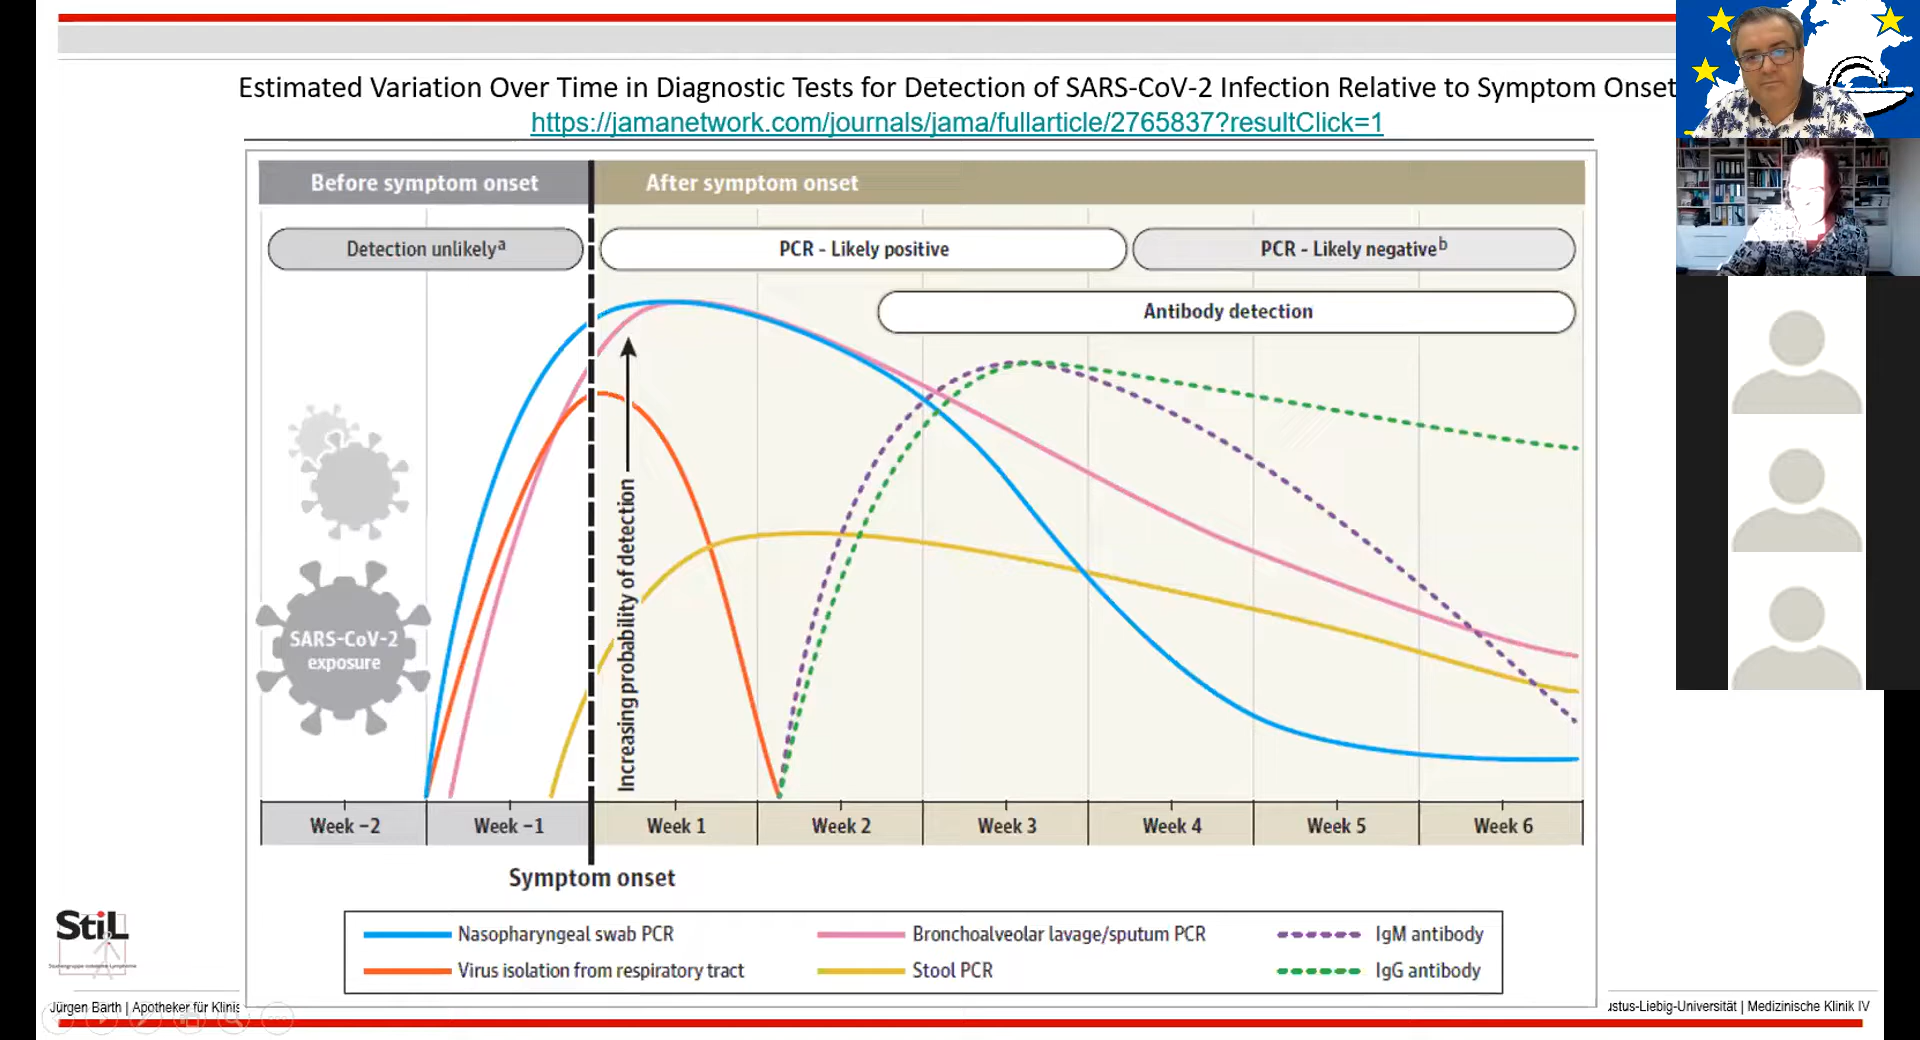 Estimated Variation Over Time in Diagnostic Tests for Detection of SARS-CoV-2 Infection Relative to Symptom Onset
https://jamanetwork.com/journals/jama/fullarticle/2765837?resultClick=1
Before symptom onset
After symptom onset
Detection unlikelyᵃ
PCR - Likely positive
PCR - Likely negativeᵇ
Antibody detection
Increasing probability of detection
SARS-CoV-2
exposure
Week −2
Week −1
Week 1
Week 2
Week 3
Week 4
Week 5
Week 6
Symptom onset
Nasopharyngeal swab PCR
Bronchoalveolar lavage/sputum PCR
IgM antibody
Virus isolation from respiratory tract
Stool PCR
IgG antibody
StiL
Jürgen Barth | Apotheker für Klinis
ustus-Liebig-Universität | Medizinische Klinik IV